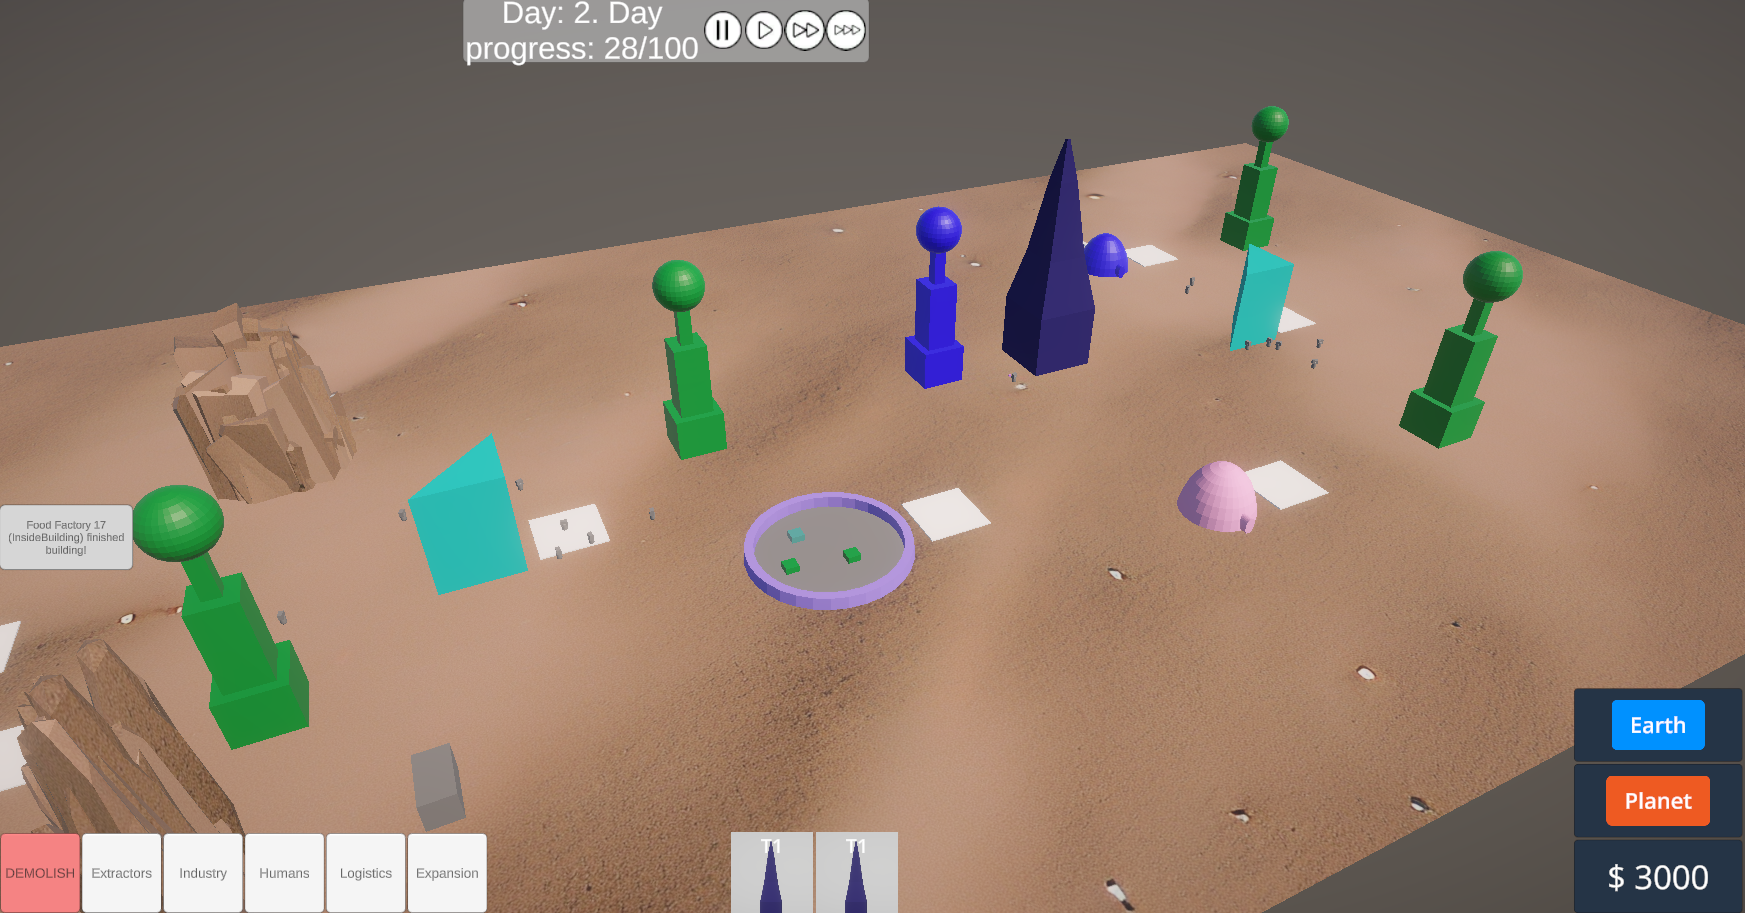 Day: 2. Day
progress: 28/100
Food Factory 17
(InsideBuilding) finished
building!
Earth
Planet
$ 3000
DEMOLISH
Extractors
Industry
Humans
Logistics
Expansion
T1
T1